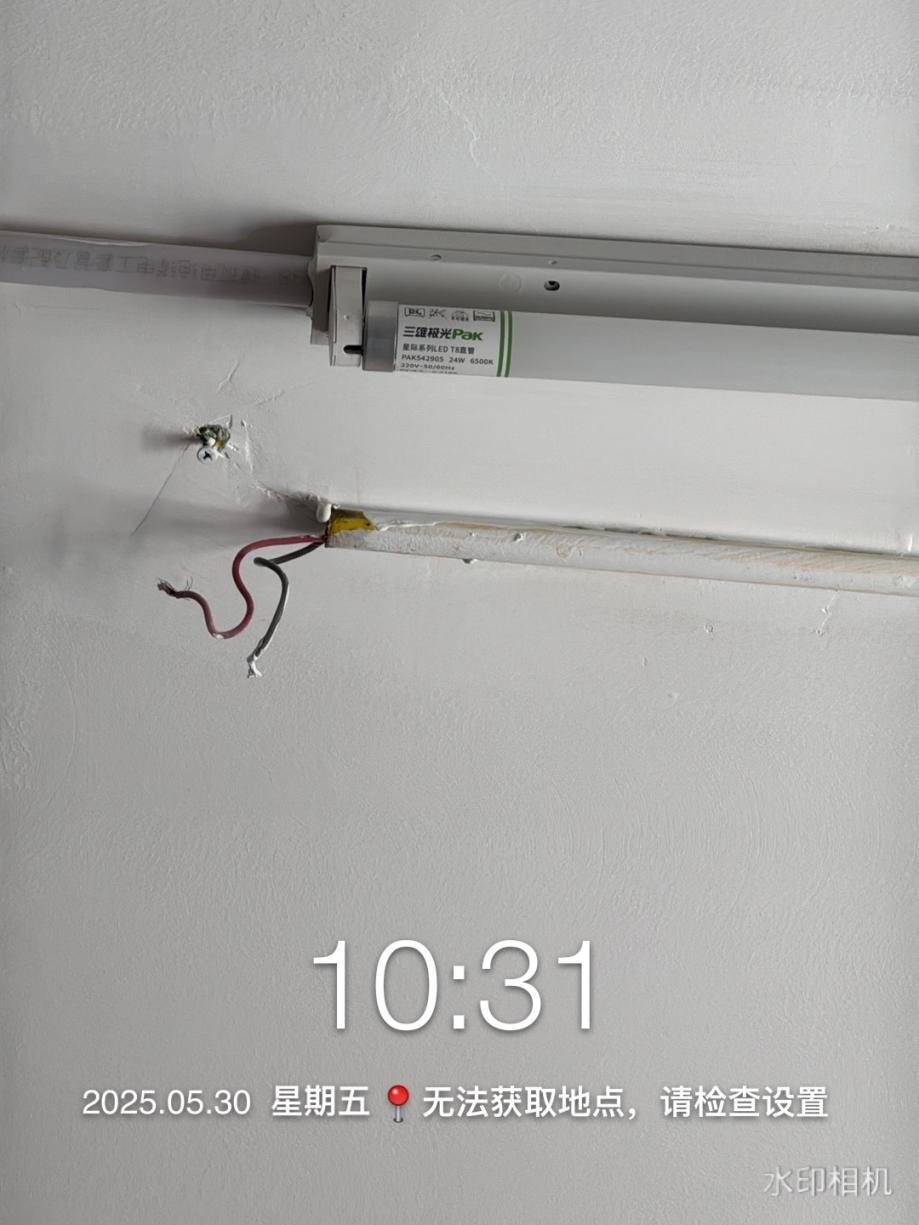 三雄极光PAK
星际系列LED T8直管
PAK542905 24W 6500K
220V~50/60Hz
10:31
2025.05.30 星期五 📍无法获取地点，请检查设置
水印相机